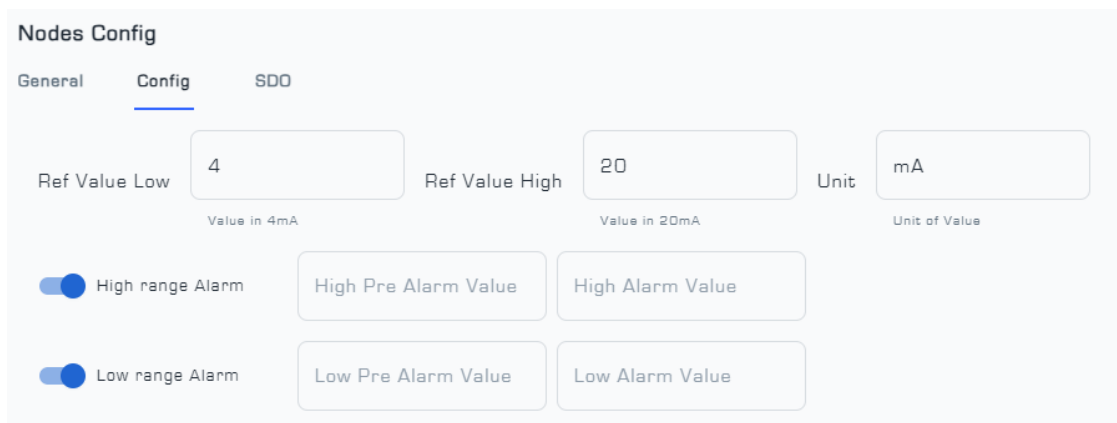 Nodes Config
General Config SDO
Ref Value Low 4 Ref Value High 20 Unit mA
Value in 4mA Value in 20mA Unit of Value
High range Alarm High Pre Alarm Value High Alarm Value
Low range Alarm Low Pre Alarm Value Low Alarm Value